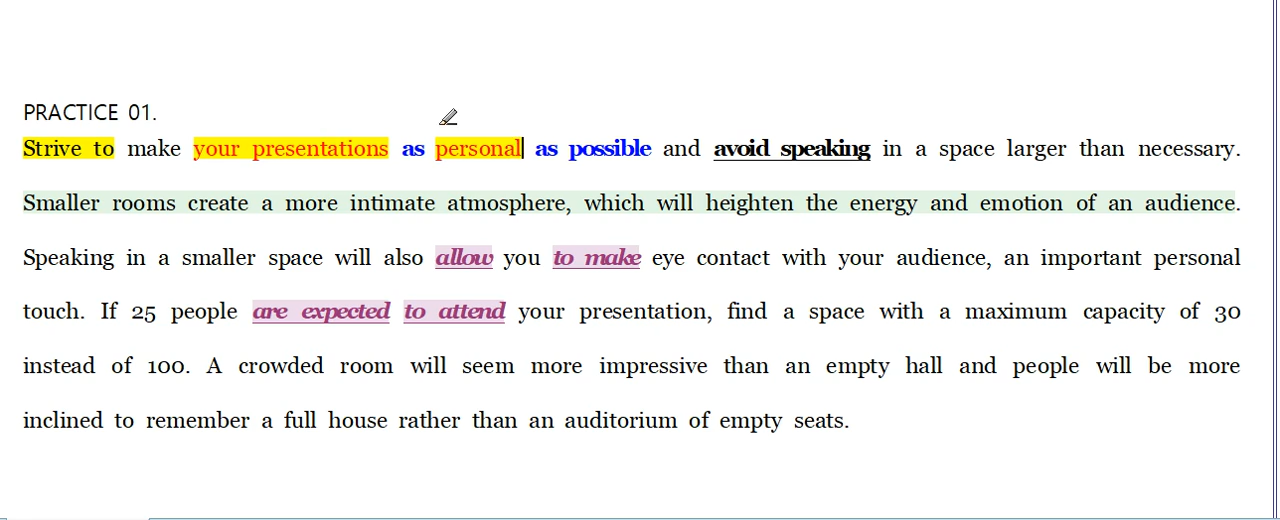 PRACTICE 01.
Strive to make your presentations as personal as possible and avoid speaking in a space larger than necessary.
Smaller rooms create a more intimate atmosphere, which will heighten the energy and emotion of an audience.
Speaking in a smaller space will also allow you to make eye contact with your audience, an important personal
touch. If 25 people are expected to attend your presentation, find a space with a maximum capacity of 30
instead of 100. A crowded room will seem more impressive than an empty hall and people will be more
inclined to remember a full house rather than an auditorium of empty seats.